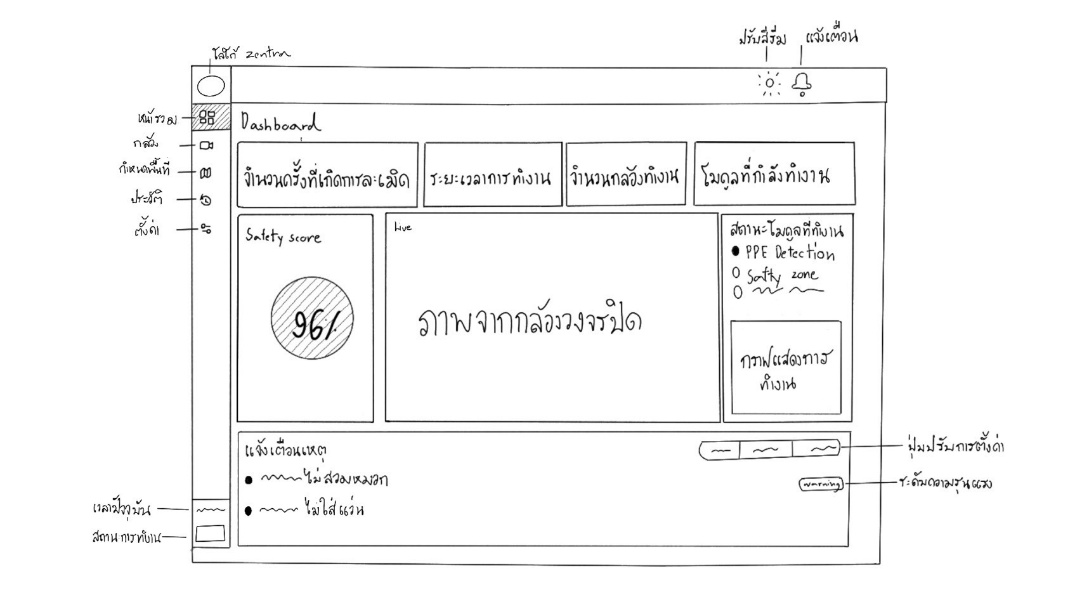 ปรับสีธีม
แจ้งเตือน
โลโก้ zentra
หน้ารวม
กล้อง
กำหนดพื้นที่
ประวัติ
ตั้งค่า
Dashboard
จำนวนครั้งที่เกิดการละเมิด
ระยะเวลาการทำงาน
จำนวนกล้องทำงาน
โมดูลที่กำลังทำงาน
Safety score
96%
Live
ภาพจากกล้องวงจรปิด
สถานะโมดูลที่ทำงาน
PPE Detection
Safty zone
กราฟแสดงการ
ทำงาน
แจ้งเตือนเหตุ
ไม่สวมหมวก
ไม่ใส่แว่น
ปุ่มปรับการตั้งค่า
warning
ระดับความรุนแรง
เวลาปัจจุบัน
สถานะการทำงาน